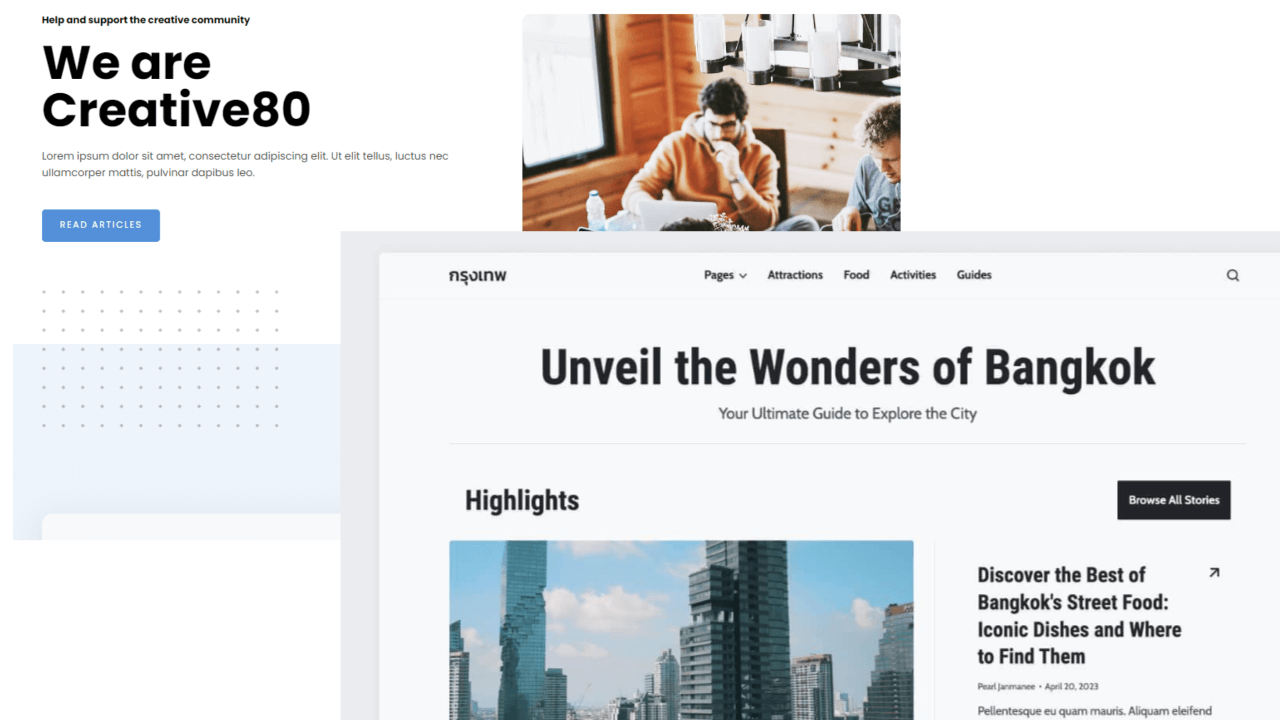 Help and support the creative community
We are
Creative80
Lorem ipsum dolor sit amet, consectetur adipiscing elit. Ut elit tellus, luctus nec
ullamcorper mattis, pulvinar dapibus leo.
READ ARTICLES
กรุงเทพ
Pages Attractions Food Activities Guides
Unveil the Wonders of Bangkok
Your Ultimate Guide to Explore the City
Highlights
Browse All Stories
Discover the Best of
Bangkok's Street Food:
Iconic Dishes and Where
to Find Them
Pearl Janmanee • April 20, 2023
Pellentesque eu quam mauris. Aliquam eleifend